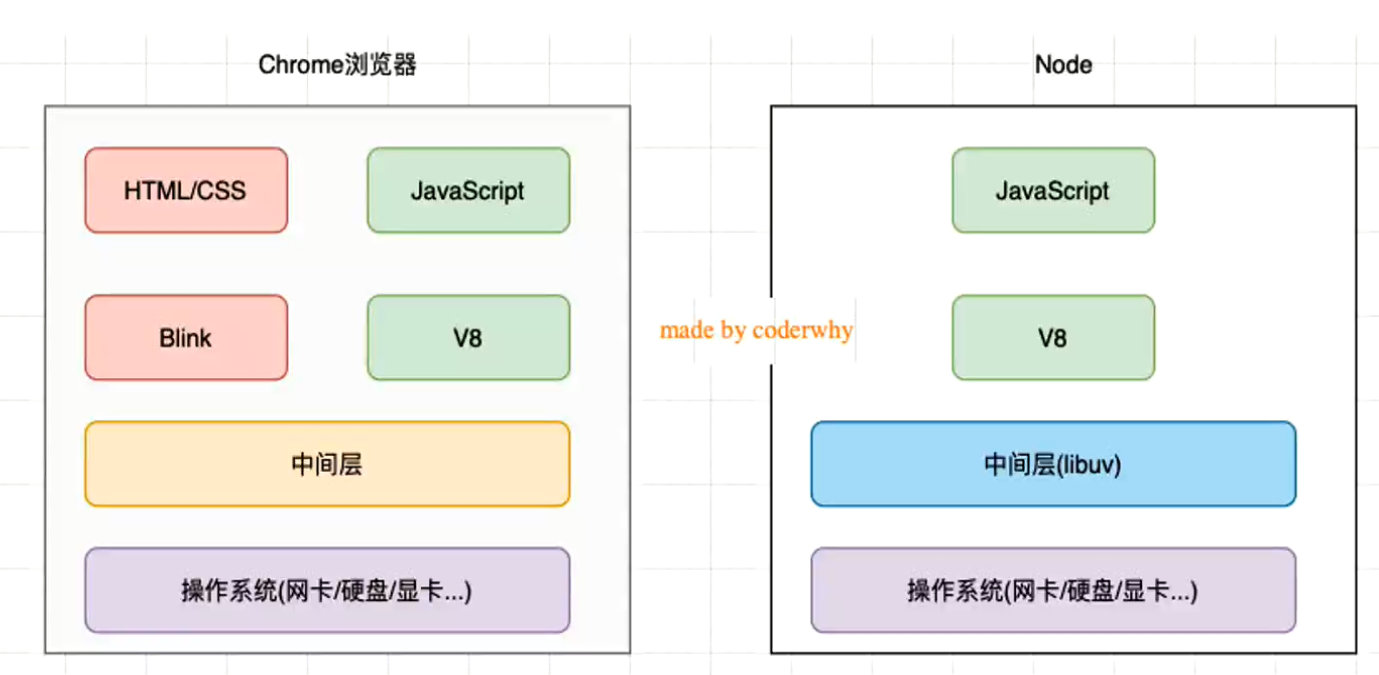 Chrome浏览器
HTML/CSS
JavaScript
Blink
V8
中间层
操作系统(网卡/硬盘/显卡...)
made by coderwhy
Node
JavaScript
V8
中间层(libuv)
操作系统(网卡/硬盘/显卡...)